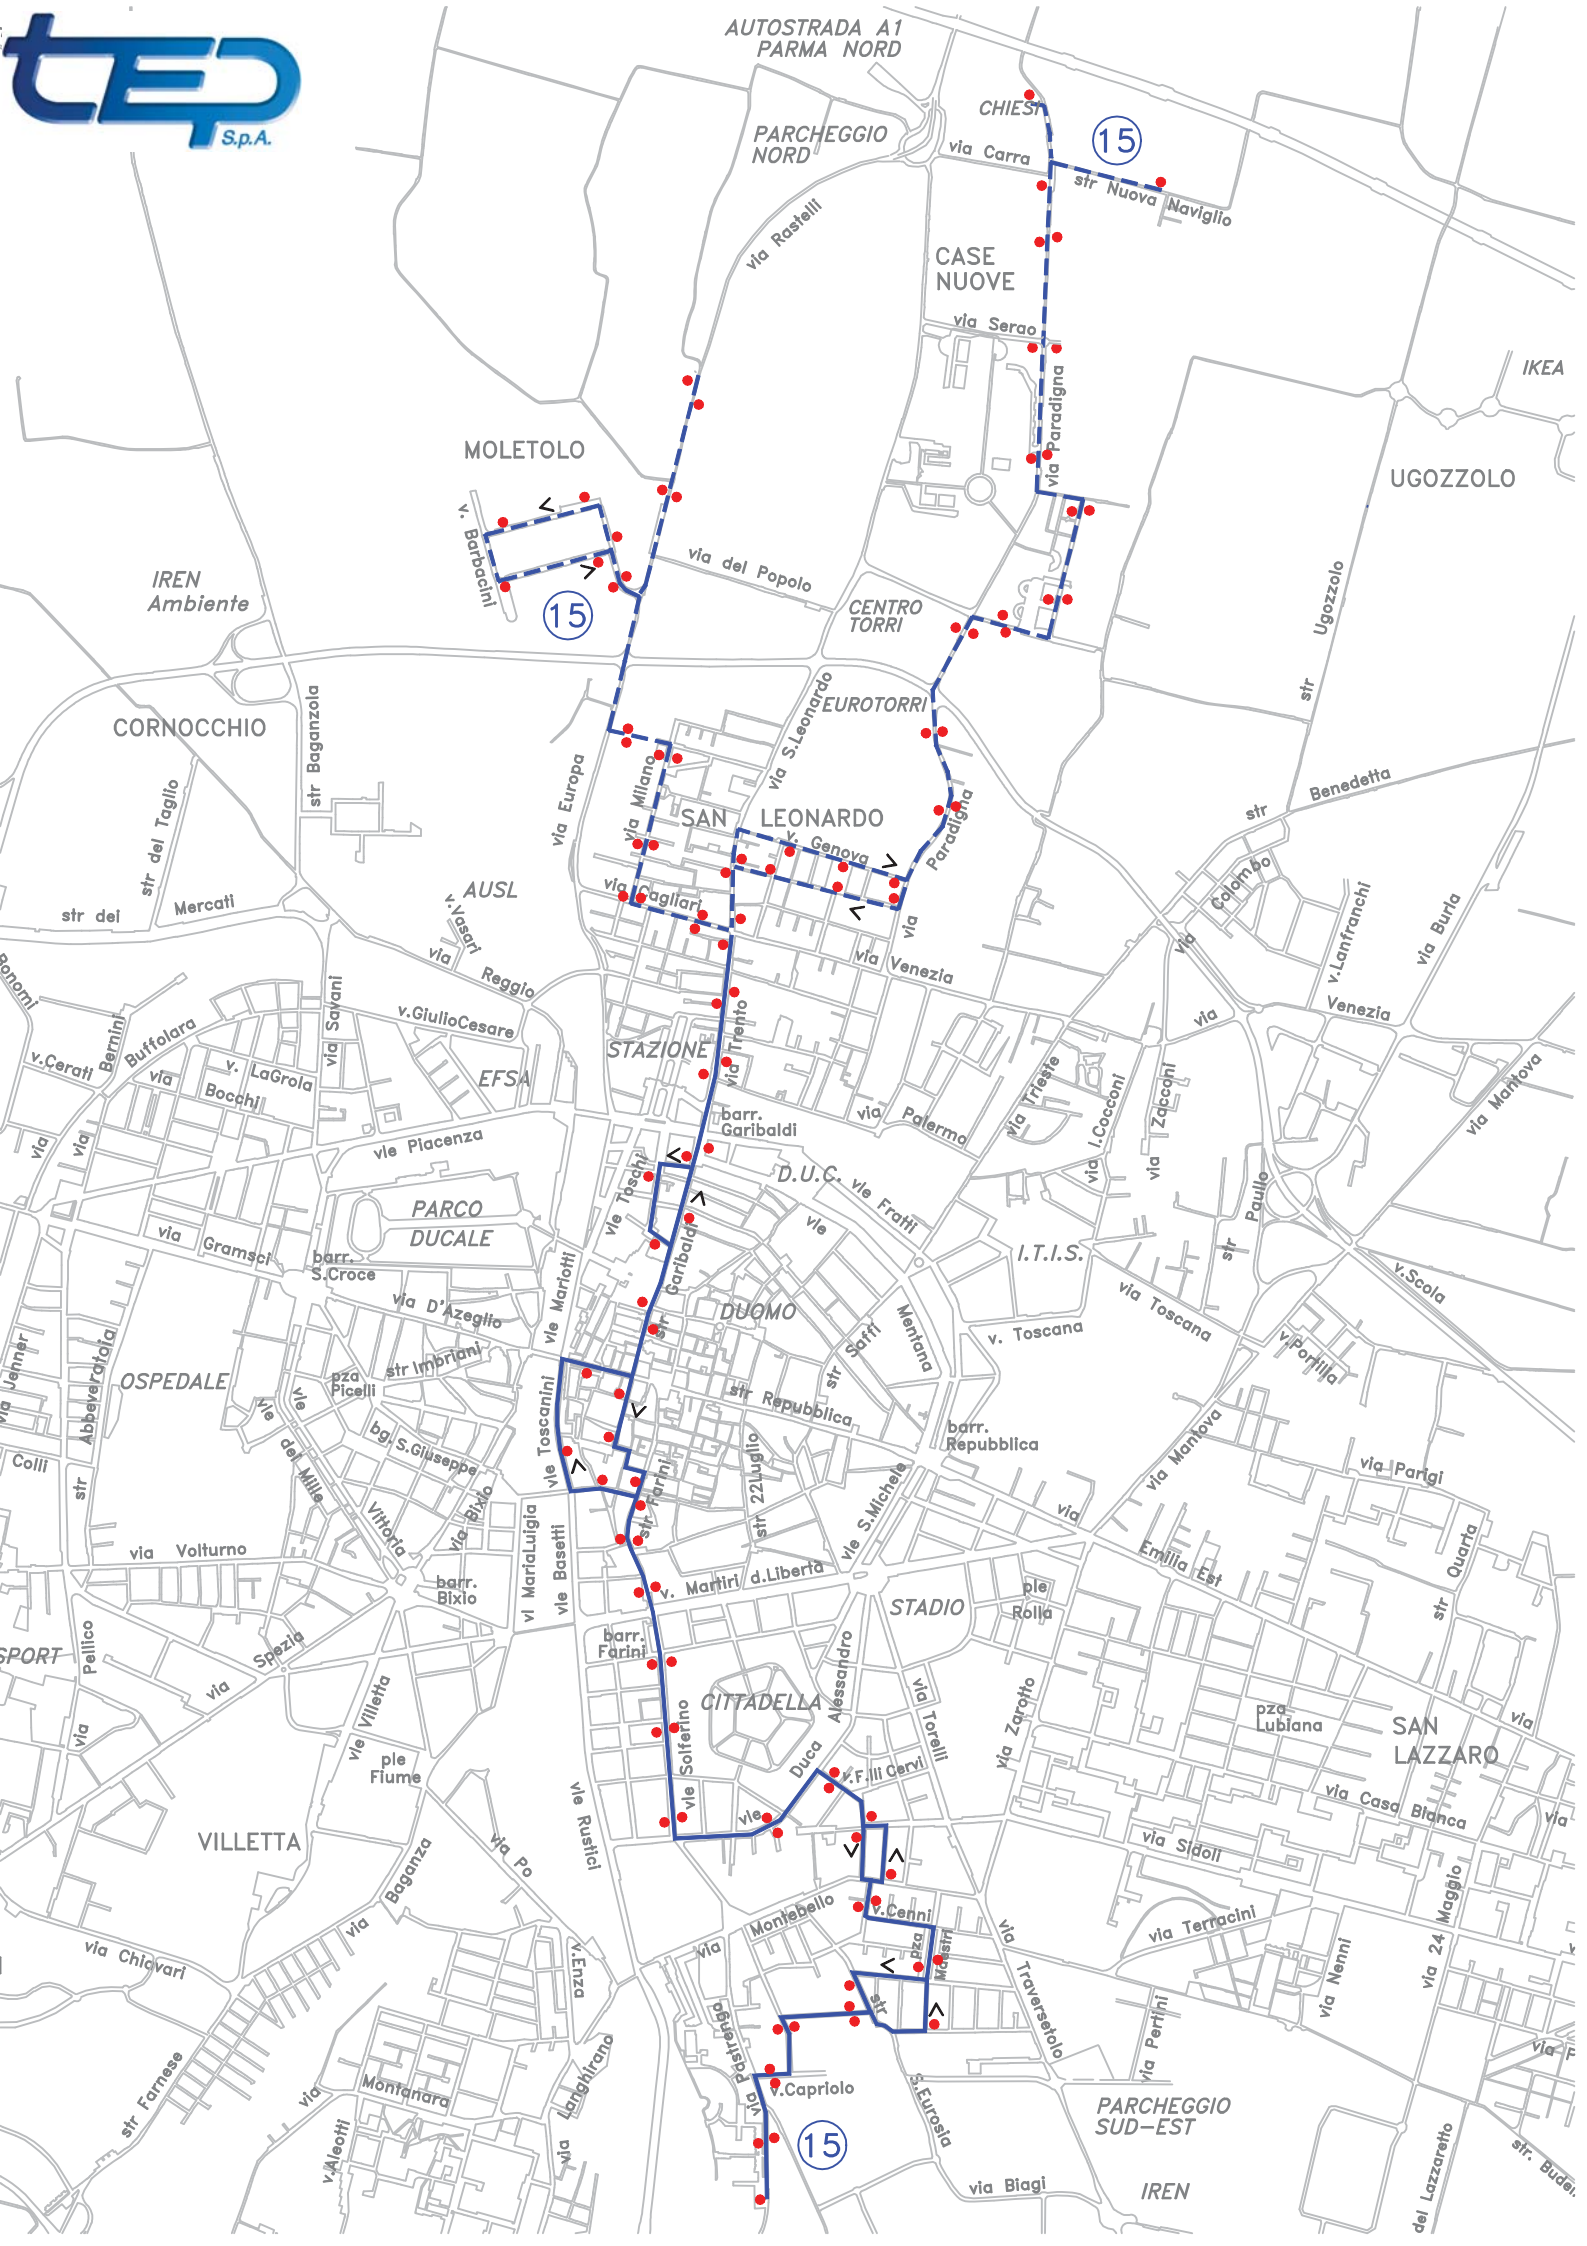 tep
S.p.A.
AUTOSTRADA A1
PARMA NORD
CHIESI
15
PARCHEGGIO
NORD
via Carra
str Nuova Naviglio
via Rastelli
CASE
NUOVE
via Serao
IKEA
via Paradigna
MOLETOLO
UGOZZOLO
v. Barbacini
via del Popolo
IREN
Ambiente
15
CENTRO
TORRI
str Ugozzolo
EUROTORRI
via S.Leonardo
CORNOCCHIO
str Baganzola
via Europa
via Milano
str del Taglio
str Benedetta
SAN LEONARDO
v. Genova
via Paradigna
AUSL
v.Vasari
via Cagliari
via Colombo
v.Lanfranchi
via Burla
str dei Mercati
via Reggio
via Venezia
Bonomi
via Savani
v.GiulioCesare
via Venezia
Bernini
Buffolara
v.Cerati
via
v. LaGrola
Bocchi
STAZIONE
via Trento
EFSA
via Trieste
via I.Cocconi
via Zacconi
via Mantova
barr.
Garibaldi
via Palermo
via
via
vle Piacenza
D.U.C.
vle Fratti
vle Toschi
PARCO
DUCALE
str Paullo
via Gramsci
barr.
S.Croce
vle Mariotti
str Garibaldi
vle Mentana
I.T.I.S.
v.Scola
via D'Azeglio
DUOMO
via Toscana
v. Toscana
v.Portilla
via Jenner
str Abbeveratoia
str Imbriani
pza
Picelli
OSPEDALE
str Saffi
str Repubblica
vle Toscanini
barr.
Repubblica
bg. S.Giuseppe
Colli
vle
vle dei Mille
Vittoria
via Bixio
str Farini
str 22Luglio
vle S.Michele
via Mantova
via Parigi
via Emilia Est
via Volturno
vl MariaLuigia
vle Basetti
barr.
Bixio
v. Martiri d.Libertà
STADIO
ple
Rolla
str Quarta
SPORT
via Pellico
via Spezia
barr.
Farini
CITTADELLA
vle Solferino
vle Duca Alessandro
via Torelli
via Zarotto
pza
Lubiana
SAN
LAZZARO
via
vle Villetta
ple
Fiume
v.F.lli Cervi
via Casa Bianca
via
VILLETTA
via Po
vle Rustici
via Sidoli
via Baganza
via Montebello
v.Cenni
via Terracini
via 24 Maggio
via Chiavari
v.Enza
pza Maestri
via Traversetolo
via Nenni
via Pertini
str Farnese
via Montanara
via Langhirano
v.Aleotti
via Pastrengo
v.Capriolo
str S.Eurosia
PARCHEGGIO
SUD-EST
15
via Biagi
IREN
del Lazzaretto